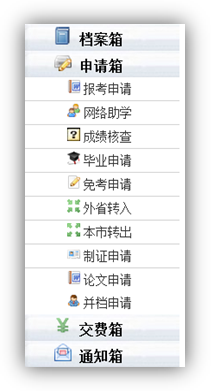 档案箱
申请箱
报考申请
网络助学
成绩核查
毕业申请
免考申请
外省转入
本市转出
制证申请
论文申请
并档申请
交费箱
通知箱